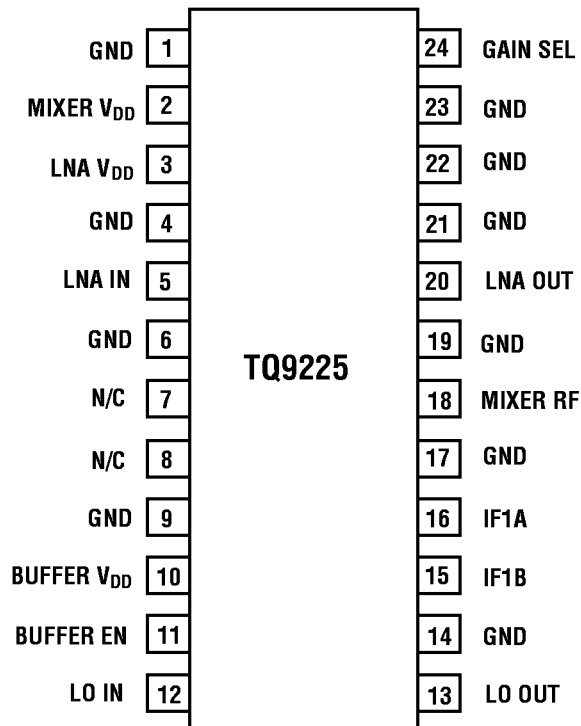 GND 1 24 GAIN SEL
MIXER VDD 2 23 GND
LNA VDD 3 22 GND
GND 4 21 GND
LNA IN 5 20 LNA OUT
GND 6 19 GND
TQ9225
N/C 7 18 MIXER RF
N/C 8 17 GND
GND 9 16 IF1A
BUFFER VDD 10 15 IF1B
BUFFER EN 11 14 GND
LO IN 12 13 LO OUT